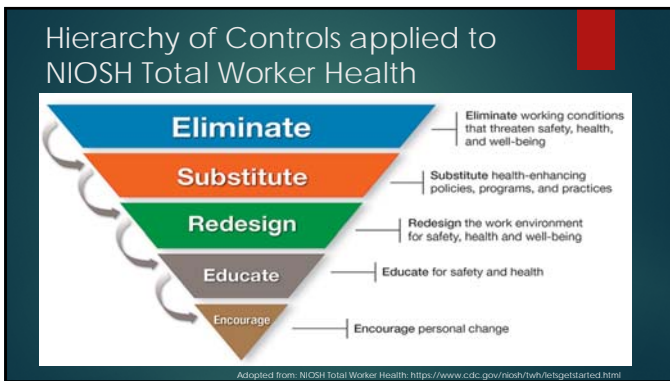 Hierarchy of Controls applied to
NIOSH Total Worker Health
Eliminate
Eliminate working conditions
that threaten safety, health,
and well-being
Substitute
Substitute health-enhancing
policies, programs, and practices
Redesign
Redesign the work environment
for safety, health and well-being
Educate
Educate for safety and health
Encourage
Encourage personal change
Adopted from: NIOSH Total Worker Health: https://www.cdc.gov/niosh/twh/letsgetstarted.html